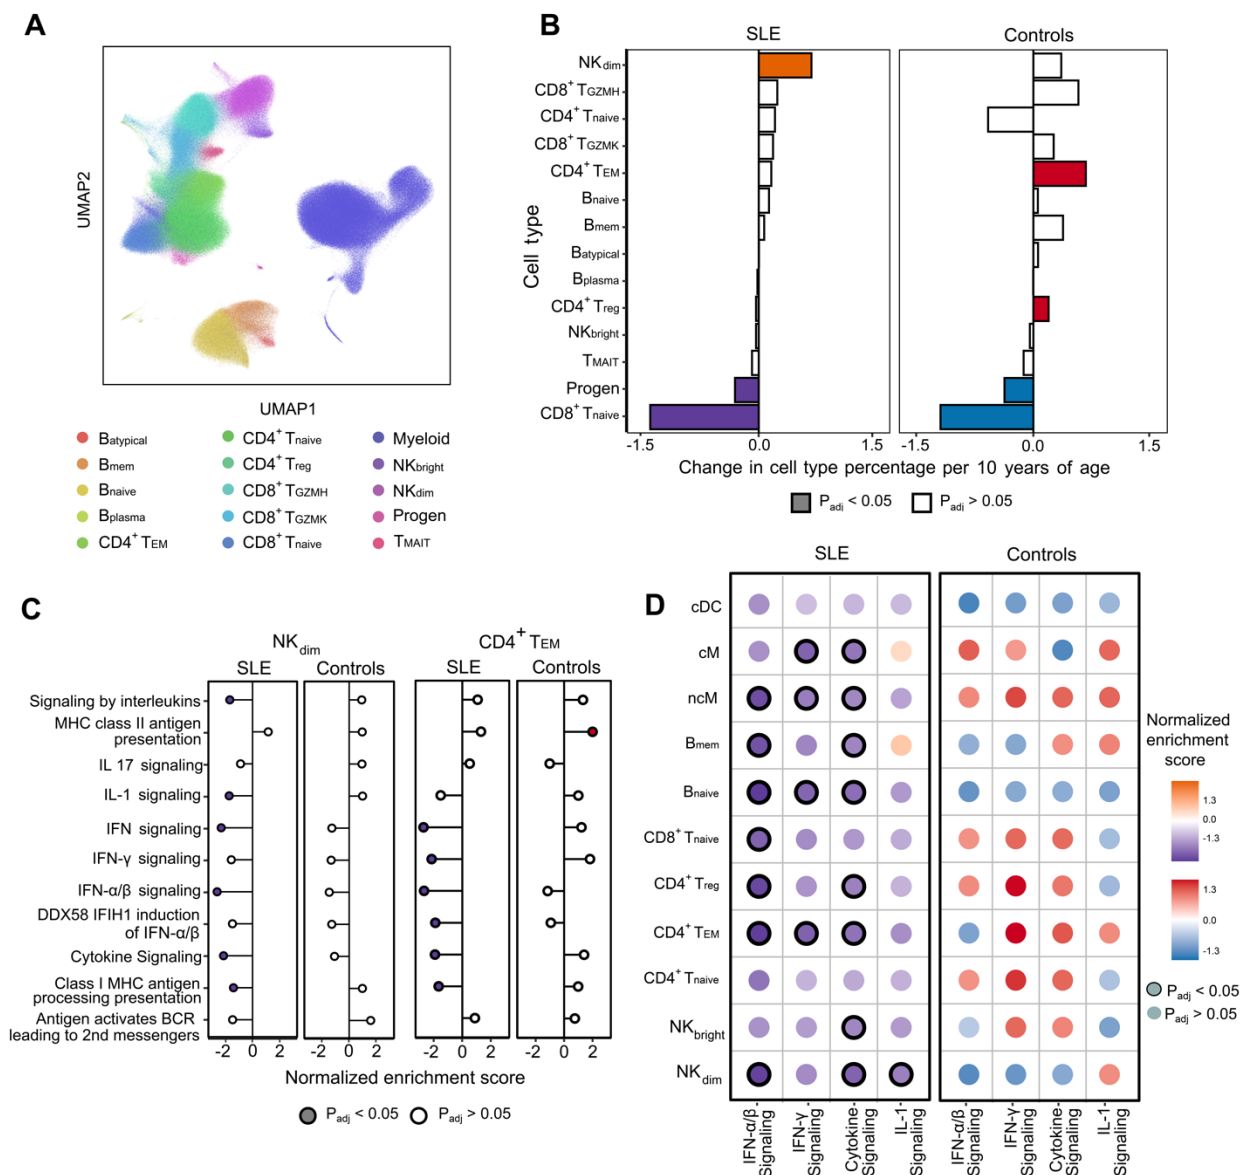 A
UMAP2
UMAP1
Batypical
Bmem
Bnaive
Bplasma
CD4+ TEM
CD4+ Tnaive
CD4+ Treg
CD8+ TGZMH
CD8+ TGZMK
CD8+ Tnaive
Myeloid
NKbright
NKdim
Progen
TMAIT
B
SLE
Controls
Cell type
NKdim
CD8+ TGZMH
CD4+ Tnaive
CD8+ TGZMK
CD4+ TEM
Bnaive
Bmem
Batypical
Bplasma
CD4+ Treg
NKbright
TMAIT
Progen
CD8+ Tnaive
-1.5 0.0 1.5
-1.5 0.0 1.5
Change in cell type percentage per 10 years of age
Padj < 0.05 Padj > 0.05
C
NKdim
CD4+ TEM
SLE Controls SLE Controls
Signaling by interleukins
MHC class II antigen
presentation
IL 17 signaling
IL-1 signaling
IFN signaling
IFN-γ signaling
IFN-α/β signaling
DDX58 IFIH1 induction
of IFN-α/β
Cytokine Signaling
Class I MHC antigen
processing presentation
Antigen activates BCR
leading to 2nd messengers
-2 0 2 -2 0 2 -2 0 2 -2 0 2
Normalized enrichment score
Padj < 0.05 Padj > 0.05
D
SLE
Controls
cDC
cM
ncM
Bmem
Bnaive
CD8+ Tnaive
CD4+ Treg
CD4+ TEM
CD4+ Tnaive
NKbright
NKdim
IFN-α/β-
Signaling
IFN-γ-
Signaling
Cytokine-
Signaling
IL-1-
Signaling
IFN-α/β-
Signaling
IFN-γ-
Signaling
Cytokine-
Signaling
IL-1-
Signaling
Normalized
enrichment
score
1.3
0.0
-1.3
1.3
0.0
-1.3
Padj < 0.05
Padj > 0.05